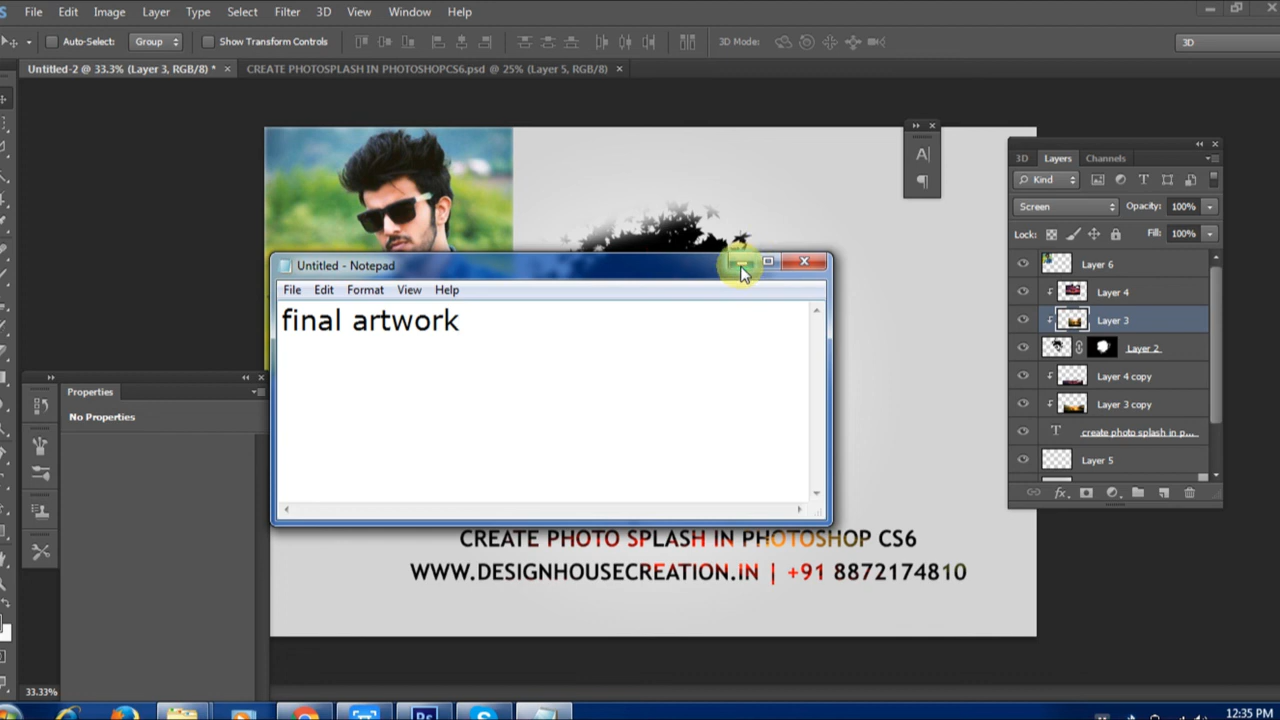 File Edit Image Layer Type Select Filter 3D View Window Help
Auto-Select: Group Show Transform Controls 3D Mode: 3D
Untitled-2 @ 33.3% (Layer 3, RGB/8) * × CREATE PHOTOSPLASH IN PHOTOSHOPCS6.psd @ 25% (Layer 5, RGB/8) ×
3D Layers Channels
Kind
Screen Opacity: 100%
Lock: Fill: 100%
Layer 6
Layer 4
Layer 3
Layer 2
Layer 4 copy
Layer 3 copy
create photo splash in p...
Layer 5
Untitled - Notepad
File Edit Format View Help
final artwork
Properties
No Properties
CREATE PHOTO SPLASH IN PHOTOSHOP CS6
WWW.DESIGNHOUSECREATION.IN | +91 8872174810
33.33%
12:35 PM